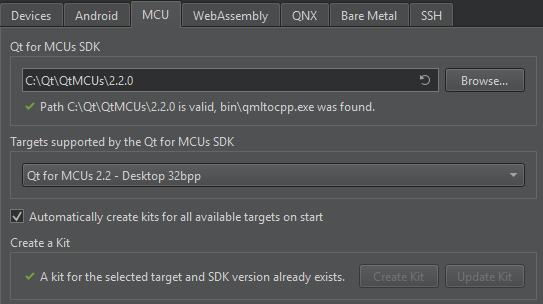 Devices Android MCU WebAssembly QNX Bare Metal SSH
Qt for MCUs SDK
C:\Qt\QtMCUs\2.2.0 Browse...
Path C:\Qt\QtMCUs\2.2.0 is valid, bin\qmltocpp.exe was found.
Targets supported by the Qt for MCUs SDK
Qt for MCUs 2.2 - Desktop 32bpp
Automatically create kits for all available targets on start
Create a Kit
A kit for the selected target and SDK version already exists. Create Kit Update Kit